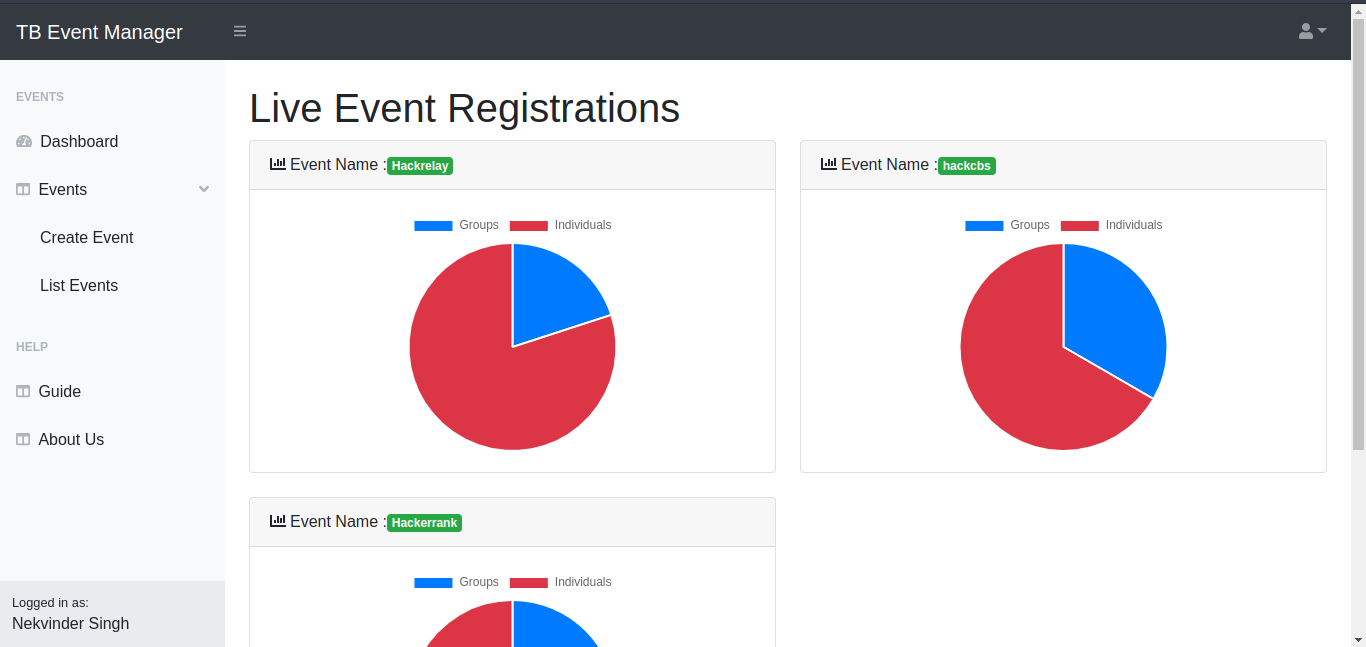 TB Event Manager
EVENTS
Dashboard
Events
Create Event
List Events
HELP
Guide
About Us
Logged in as:
Nekvinder Singh
Live Event Registrations
Event Name :Hackrelay
Groups Individuals
Event Name :hackcbs
Groups Individuals
Event Name :Hackerrank
Groups Individuals